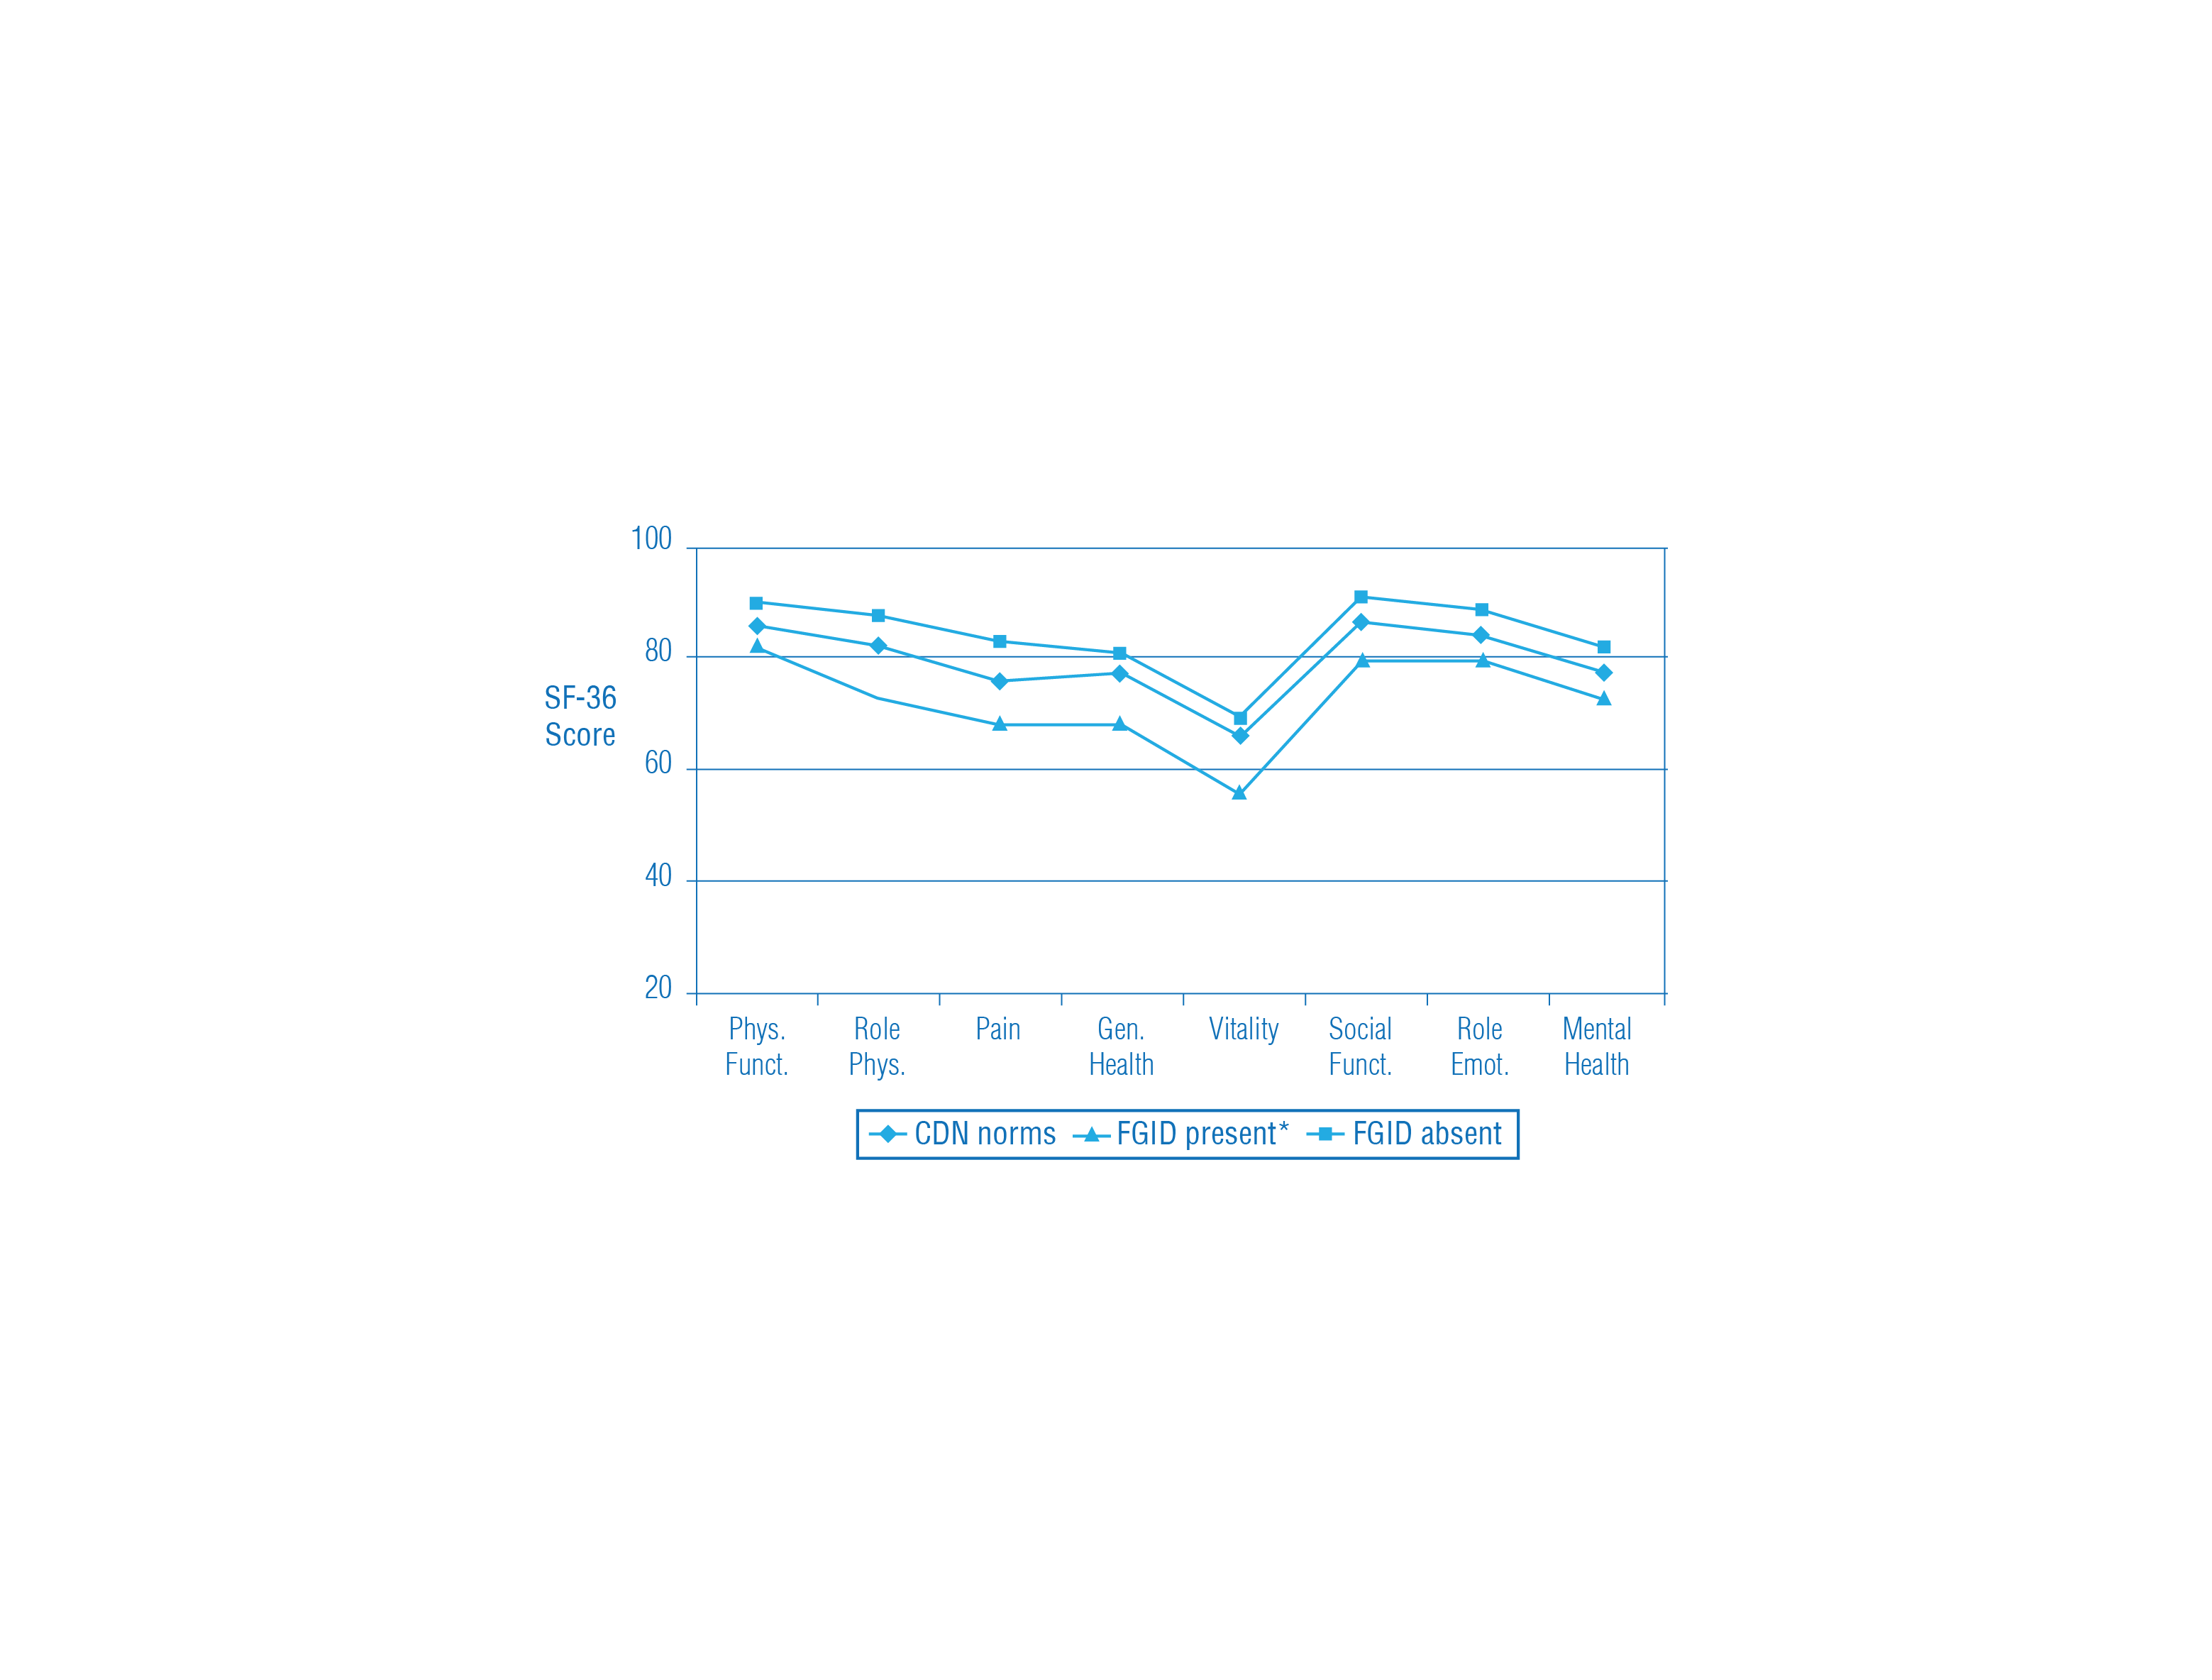 100
80
SF-36
Score
60
40
20
Phys. Role Pain Gen. Vitality Social Role Mental
Funct. Phys. Health Funct. Emot. Health
CDN norms FGID present* FGID absent